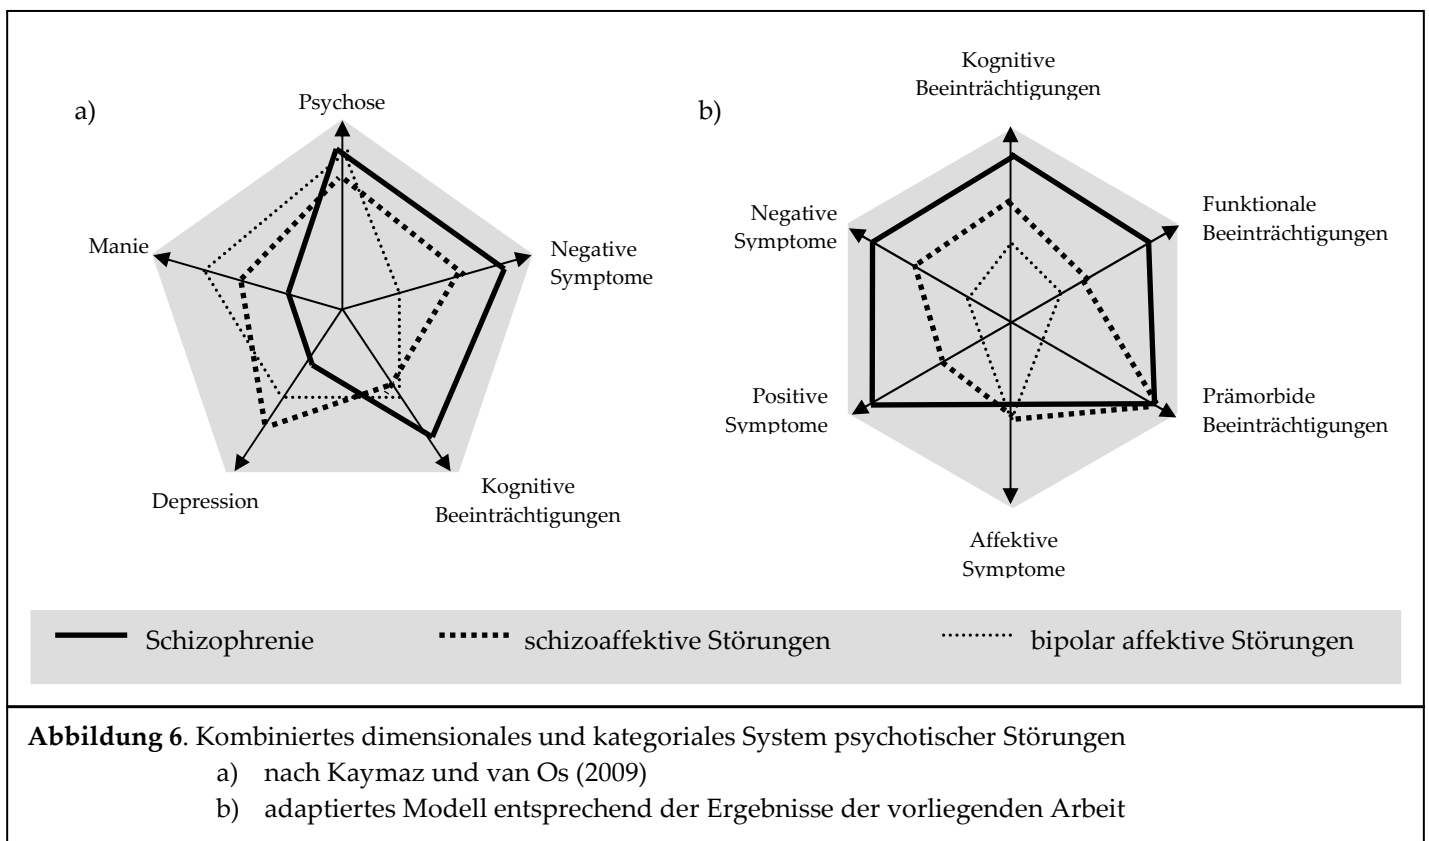 a)
Psychose
Manie
Negative
Symptome
Depression
Kognitive
Beeinträchtigungen
b)
Kognitive
Beeinträchtigungen
Negative
Symptome
Funktionale
Beeinträchtigungen
Positive
Symptome
Prämorbide
Beeinträchtigungen
Affektive
Symptome
Schizophrenie
schizoaffektive Störungen
bipolar affektive Störungen
Abbildung 6. Kombiniertes dimensionales und kategoriales System psychotischer Störungen
a) nach Kaymaz und van Os (2009)
b) adaptiertes Modell entsprechend der Ergebnisse der vorliegenden Arbeit